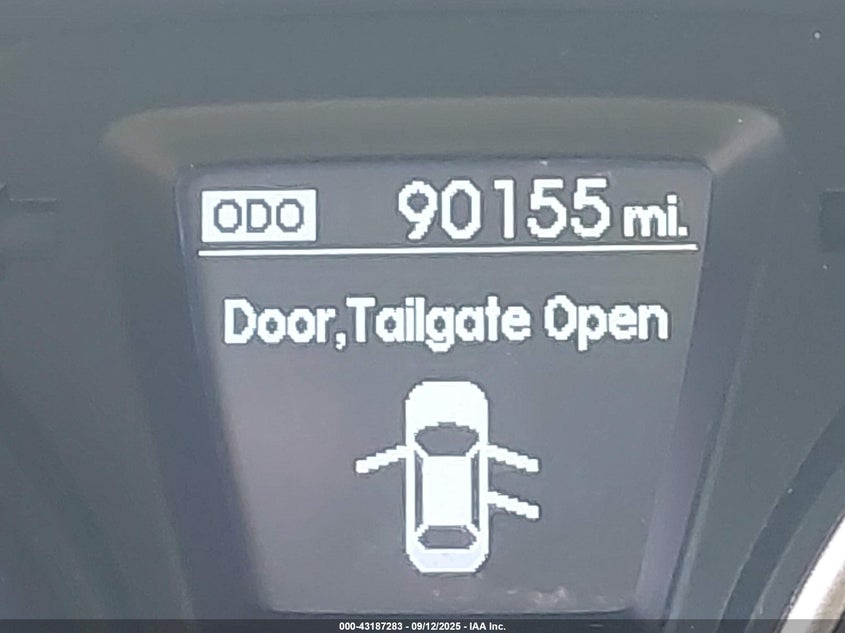 ODO 90155 mi.
Door,Tailgate Open
000-43187283 - 09/12/2025 - IAA Inc.